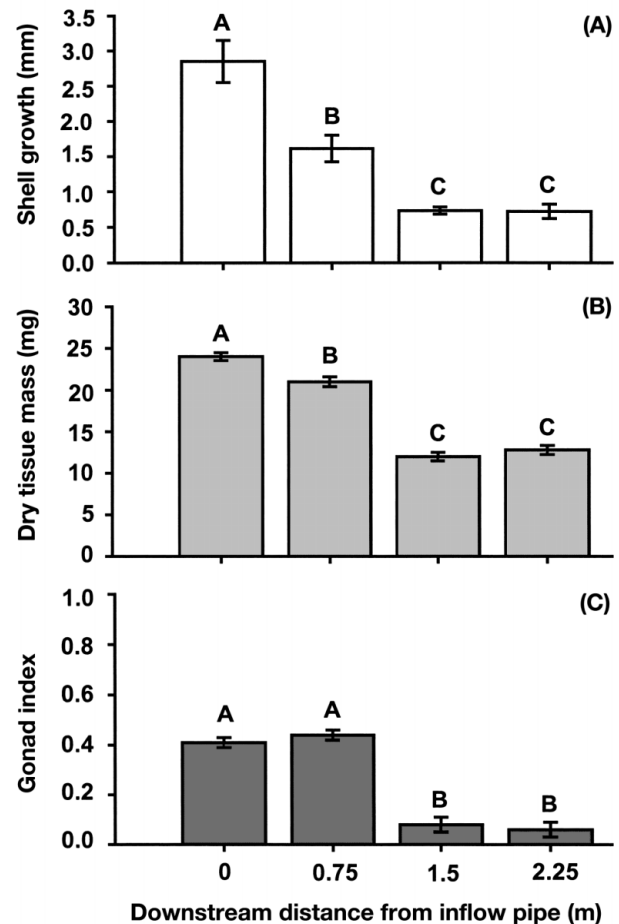 (A)
Shell growth (mm)
3.5
3.0
2.5
2.0
1.5
1.0
0.5
0.0
A
B
C
C
(B)
Dry tissue mass (mg)
30
25
20
15
10
5
0
A
B
C
C
(C)
Gonad index
1.0
0.8
0.6
0.4
0.2
0.0
A
A
B
B
0 0.75 1.5 2.25
Downstream distance from inflow pipe (m)